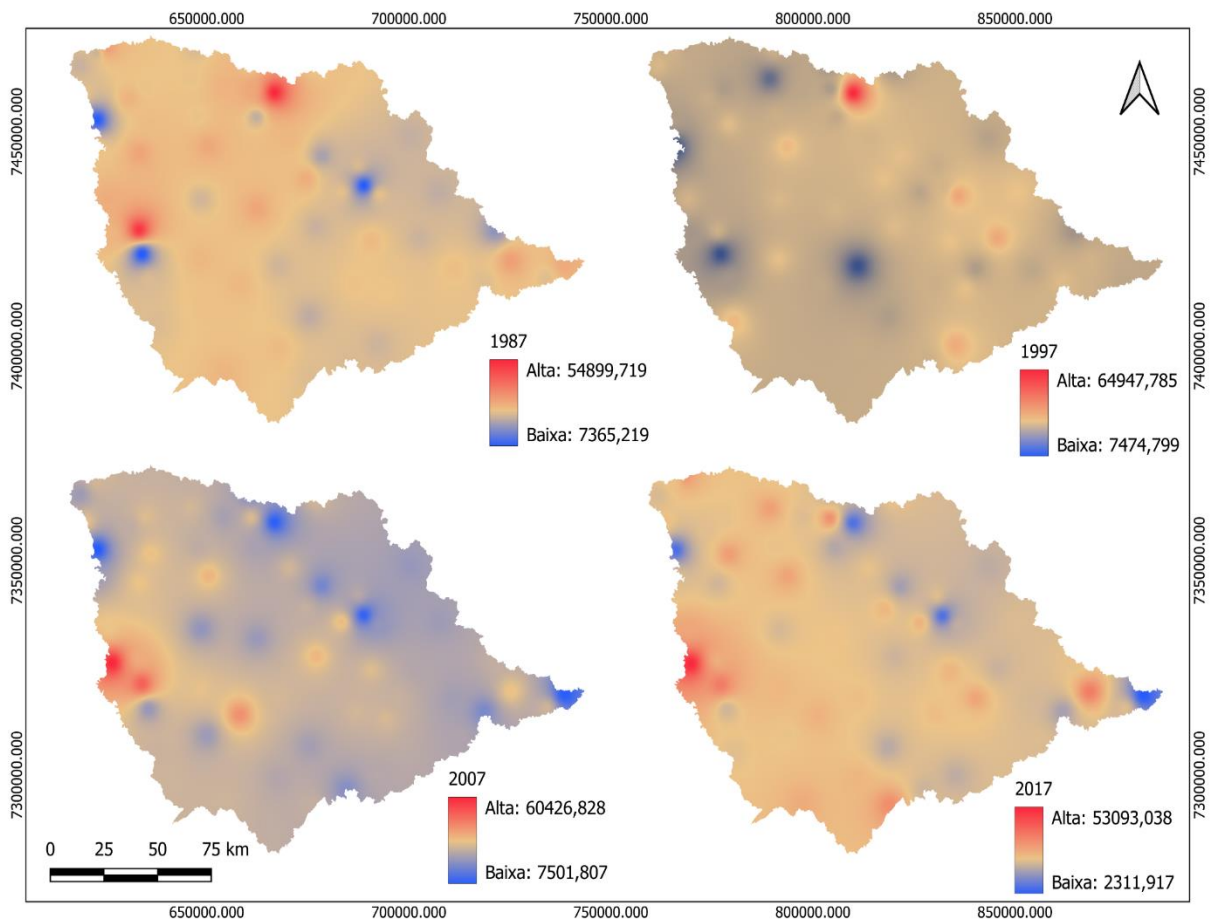 650000.000 700000.000 750000.000 800000.000 850000.000
7450000.000
7400000.000
7350000.000
7300000.000
1987
Alta: 54899,719
Baixa: 7365,219
1997
Alta: 64947,785
Baixa: 7474,799
2007
Alta: 60426,828
Baixa: 7501,807
2017
Alta: 53093,038
Baixa: 2311,917
0 25 50 75 km
7450000.000
7400000.000
7350000.000
7300000.000
650000.000 700000.000 750000.000 800000.000 850000.000